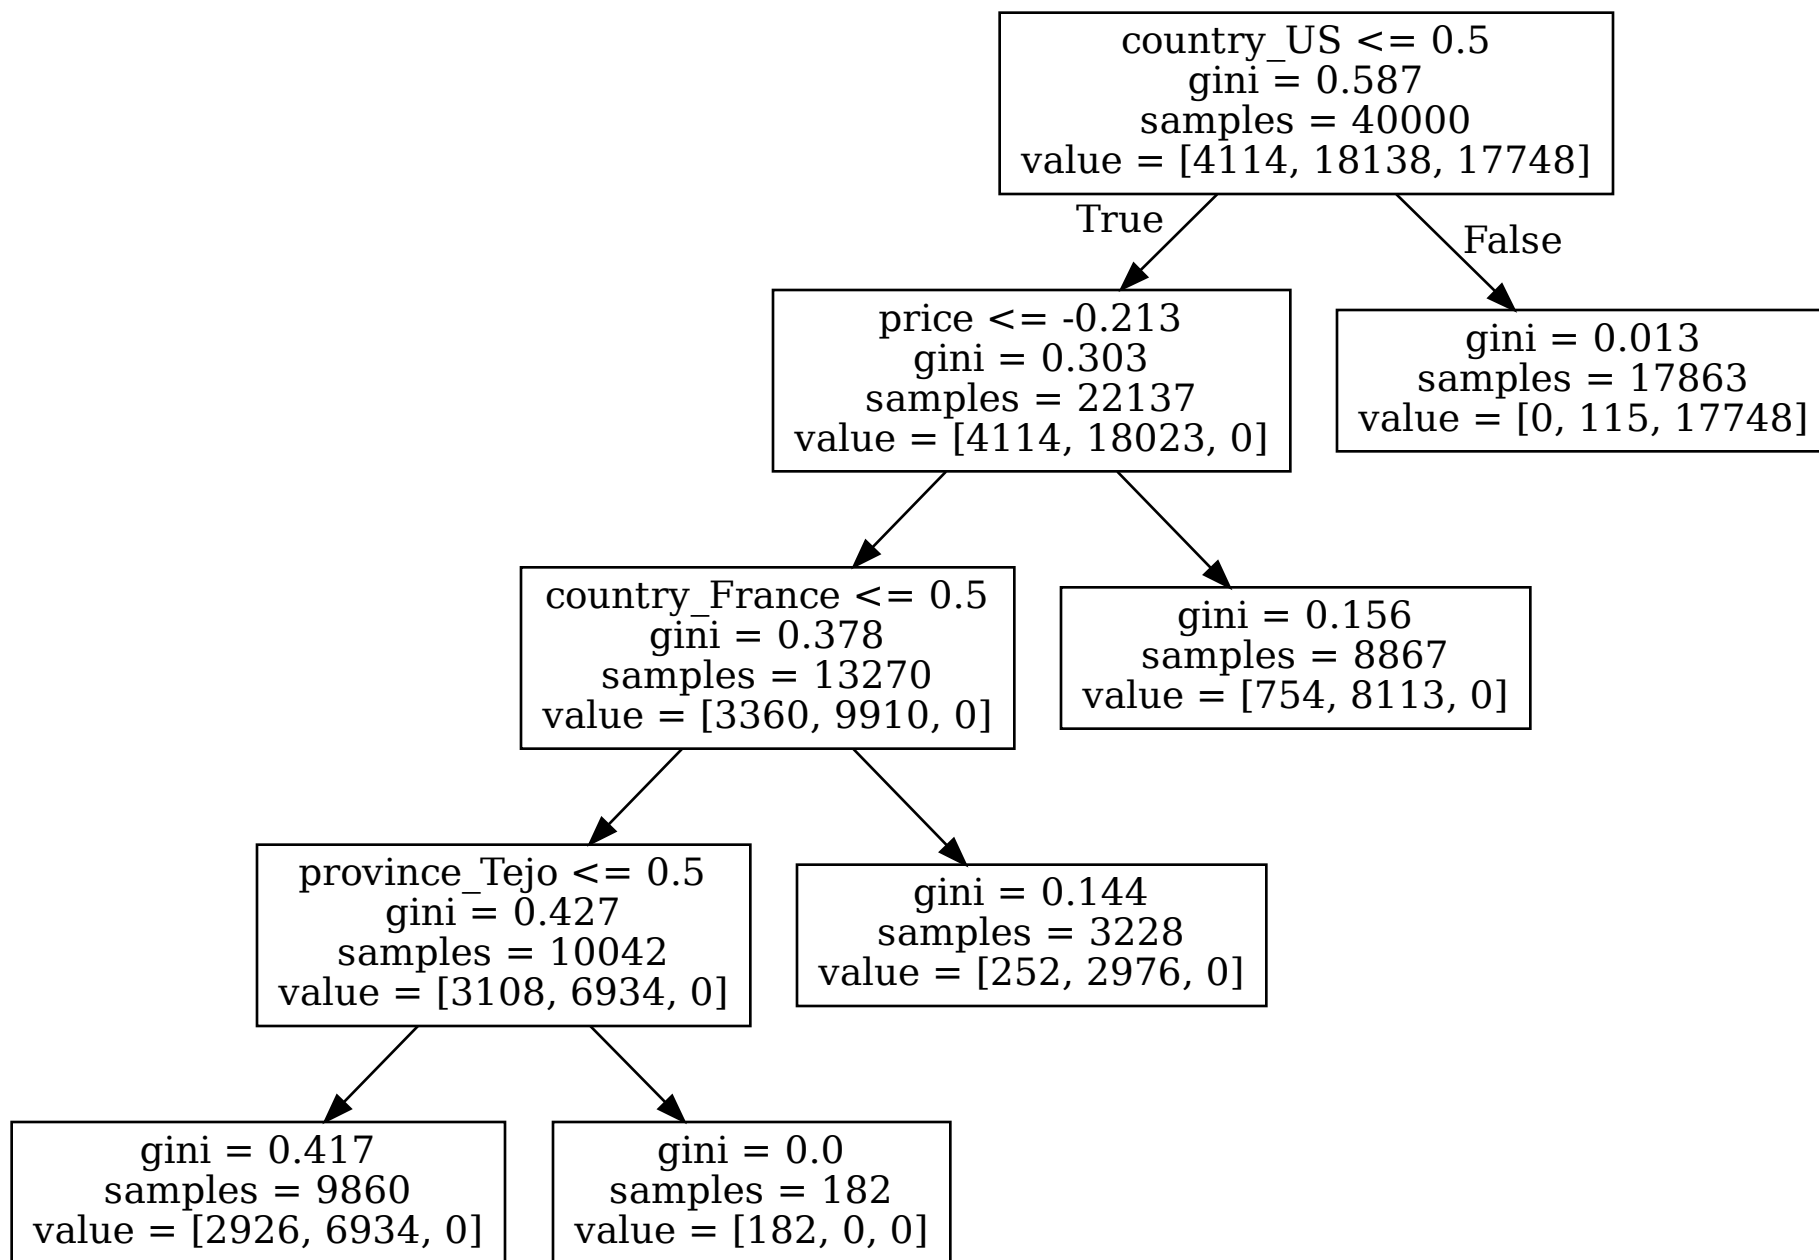 country_US <= 0.5
gini = 0.587
samples = 40000
value = [4114, 18138, 17748]
True
False
price <= -0.213
gini = 0.303
samples = 22137
value = [4114, 18023, 0]
gini = 0.013
samples = 17863
value = [0, 115, 17748]
country_France <= 0.5
gini = 0.378
samples = 13270
value = [3360, 9910, 0]
gini = 0.156
samples = 8867
value = [754, 8113, 0]
province_Tejo <= 0.5
gini = 0.427
samples = 10042
value = [3108, 6934, 0]
gini = 0.144
samples = 3228
value = [252, 2976, 0]
gini = 0.417
samples = 9860
value = [2926, 6934, 0]
gini = 0.0
samples = 182
value = [182, 0, 0]